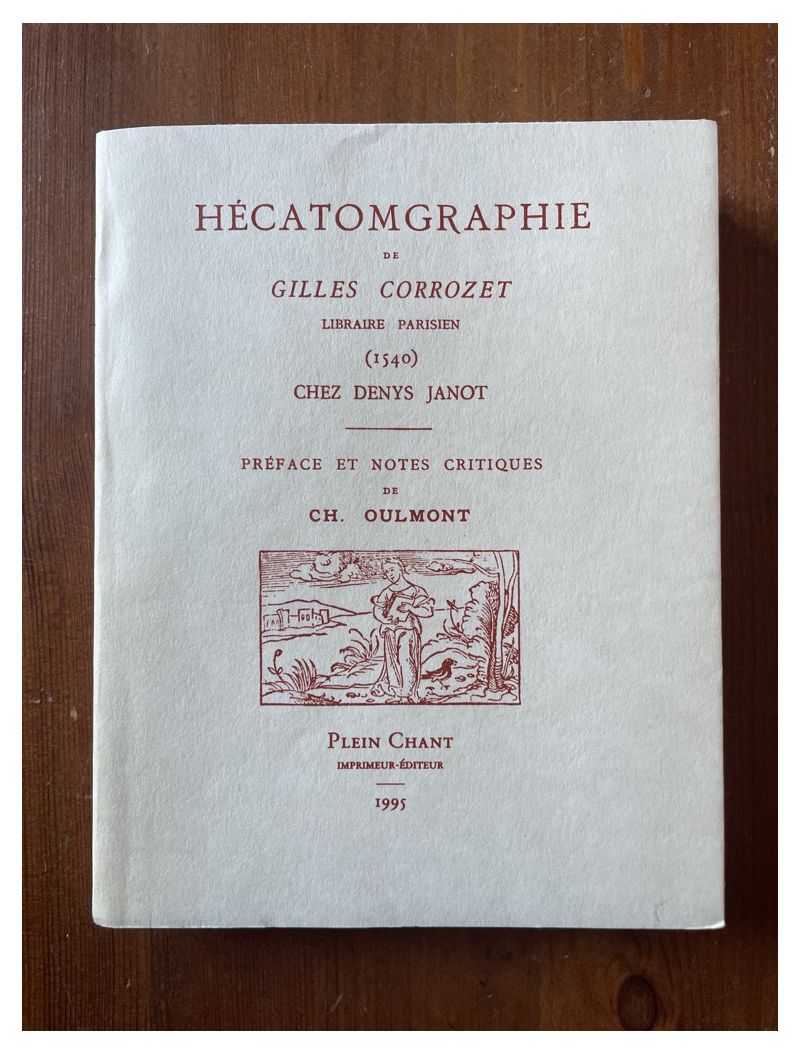 HÉCATOMGRAPHIE
DE
GILLES CORROZET
LIBRAIRE PARISIEN
(1540)
CHEZ DENYS JANOT
PRÉFACE ET NOTES CRITIQUES
DE
CH. OULMONT
PLEIN CHANT
IMPRIMEUR-ÉDITEUR
1995